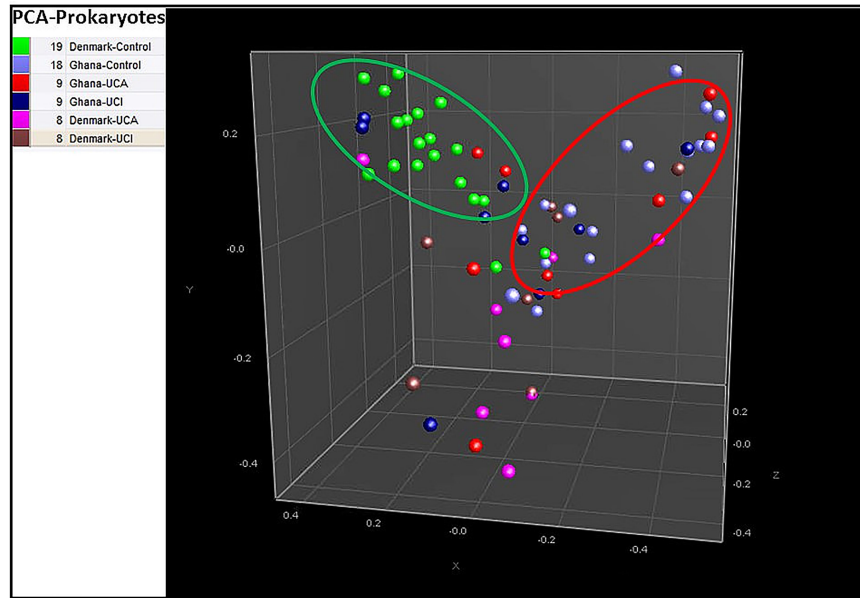 PCA-Prokaryotes
19 Denmark-Control
18 Ghana-Control
9 Ghana-UCA
9 Ghana-UCI
8 Denmark-UCA
8 Denmark-UCI
0.2
-0.0
Y
-0.2
-0.4
0.4
0.2
-0.0
-0.2
-0.4
X
0.2
-0.0
Z
-0.2
-0.4